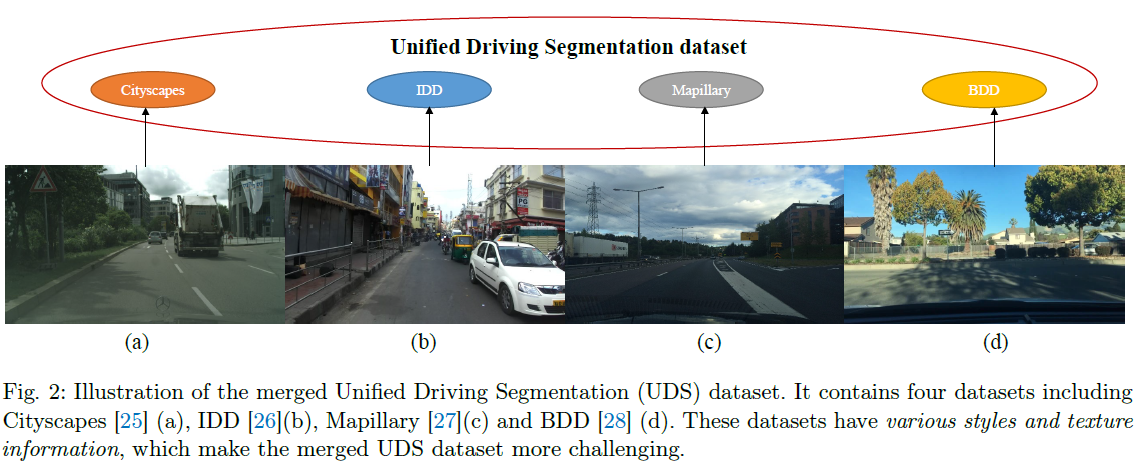 Unified Driving Segmentation dataset
Cityscapes
IDD
Mapillary
BDD
PG
(a)
(b)
(c)
(d)
Fig. 2: Illustration of the merged Unified Driving Segmentation (UDS) dataset. It contains four datasets including
Cityscapes [25] (a), IDD [26](b), Mapillary [27](c) and BDD [28] (d). These datasets have various styles and texture
information, which make the merged UDS dataset more challenging.